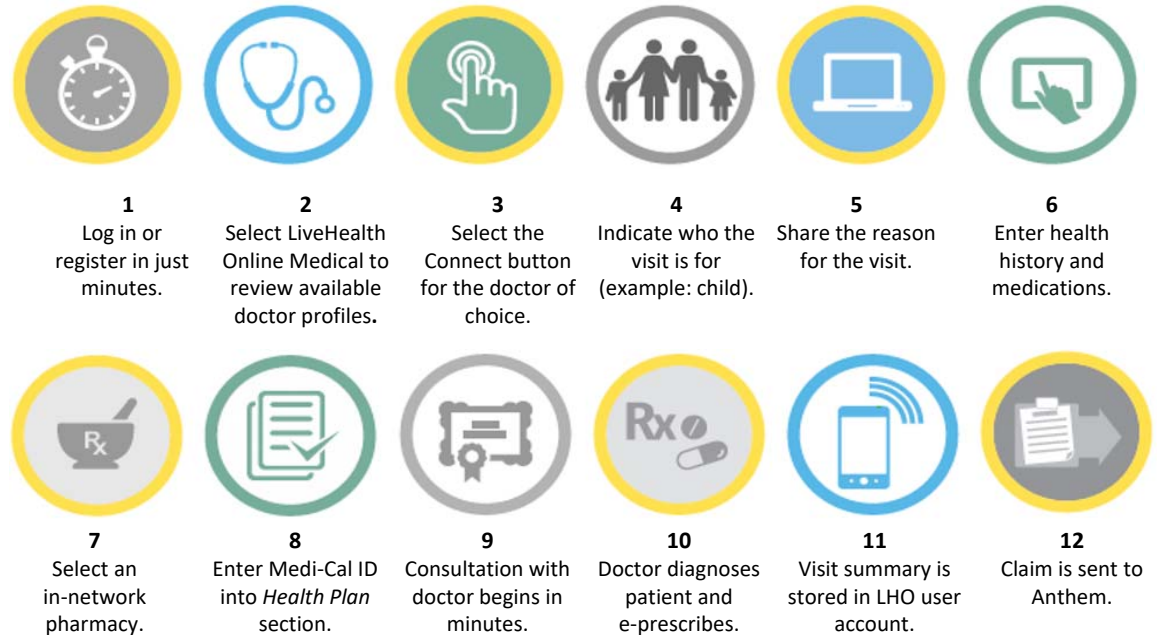 1
Log in or
register in just
minutes.
2
Select LiveHealth
Online Medical to
review available
doctor profiles.
3
Select the
Connect button
for the doctor of
choice.
4
Indicate who the
visit is for
(example: child).
5
Share the reason
for the visit.
6
Enter health
history and
medications.
Rx
7
Select an
in-network
pharmacy.
8
Enter Medi-Cal ID
into Health Plan
section.
9
Consultation with
doctor begins in
minutes.
Rx
10
Doctor diagnoses
patient and
e-prescribes.
11
Visit summary is
stored in LHO user
account.
12
Claim is sent to
Anthem.